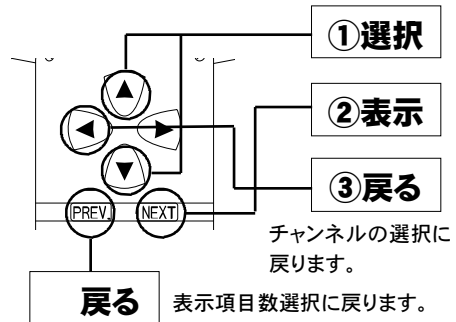 ①選択
②表示
③戻る
チャンネルの選択に
戻ります。
PREV.
NEXT
戻る
表示項目数選択に戻ります。